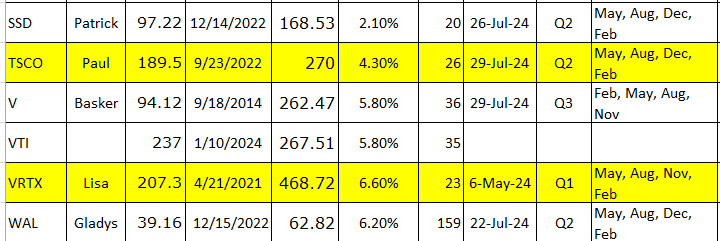 SSD Patrick 97.22 12/14/2022 168.53 2.10% 20 26-Jul-24 Q2 May, Aug, Dec, Feb
TSCO Paul 189.5 9/23/2022 270 4.30% 26 29-Jul-24 Q2 May, Aug, Dec, Feb
V Basker 94.12 9/18/2014 262.47 5.80% 36 29-Jul-24 Q3 Feb, May, Aug, Nov
VTI 237 1/10/2024 267.51 5.80% 35
VRTX Lisa 207.3 4/21/2021 468.72 6.60% 23 6-May-24 Q1 May, Aug, Nov, Feb
WAL Gladys 39.16 12/15/2022 62.82 6.20% 159 22-Jul-24 Q2 May, Aug, Dec, Feb